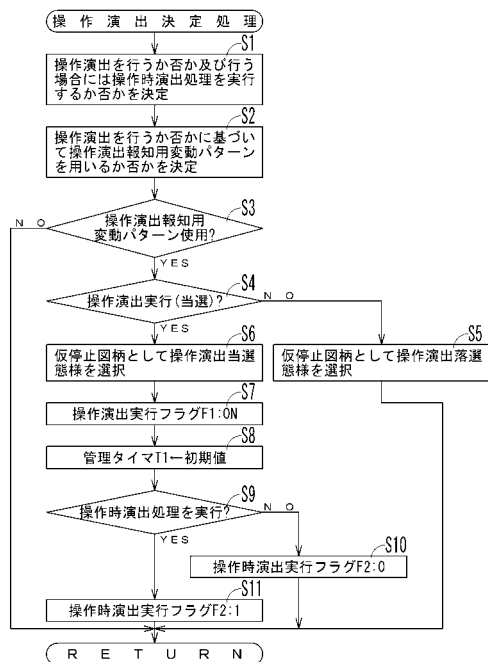 操作演出決定処理
S1
操作演出を行うか否か及び行う
場合には操作時演出処理を実行
するか否かを決定
S2
操作演出を行うか否かに基づい
て操作演出報知用変動パターン
を用いるか否かを決定
S3
操作演出報知用
変動パターン使用?
NO
YES
S4
操作演出実行(当選)?
NO
YES
S6
仮停止図柄として操作演出当選
態様を選択
S5
仮停止図柄として操作演出落選
態様を選択
S7
操作演出実行フラグF1:ON
S8
管理タイマT1←初期値
S9
操作時演出処理を実行?
NO
YES
S10
操作時演出実行フラグF2:0
S11
操作時演出実行フラグF2:1
RETURN